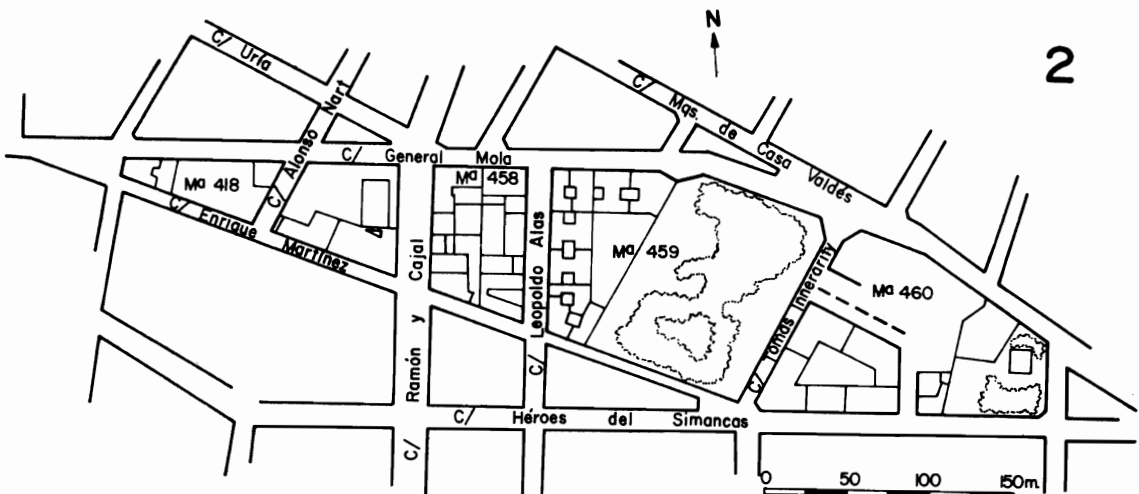 N
2
C/ Uría
C/ Alonso Nart
C/ Mqs. de Casa Valdés
C/ General Mola
Mª 418
Mª 458
C/ Enrique Martínez
C/ Ramón y Cajal
C/ Leopoldo Alas
Mª 459
C/ Tomas Innerarity
Mª 460
C/ Héroes del Simancas
0 50 100 150m.